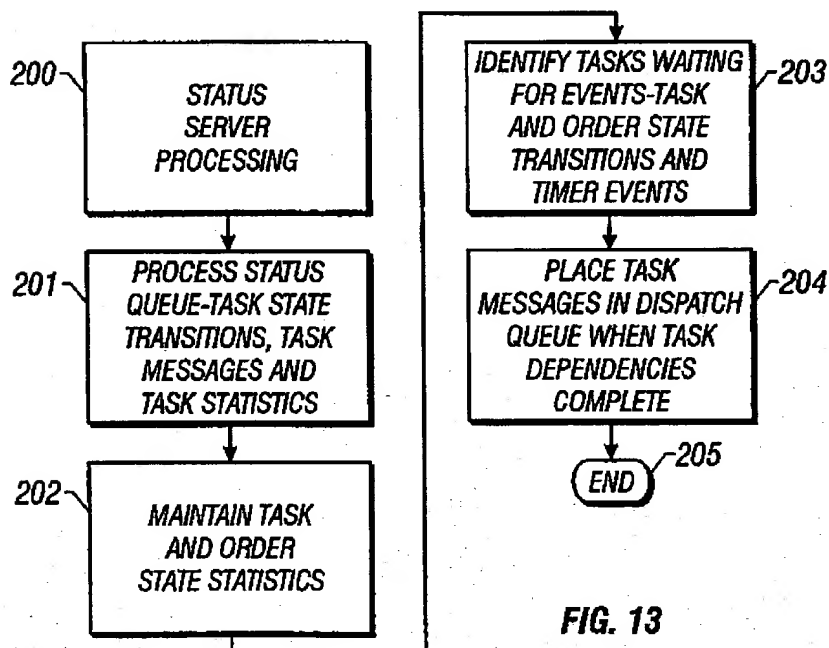 200
STATUS
SERVER
PROCESSING
201
PROCESS STATUS
QUEUE-TASK STATE
TRANSITIONS, TASK
MESSAGES AND
TASK STATISTICS
202
MAINTAIN TASK
AND ORDER
STATE STATISTICS
IDENTIFY TASKS WAITING
FOR EVENTS-TASK
AND ORDER STATE
TRANSITIONS AND
TIMER EVENTS
203
PLACE TASK
MESSAGES IN DISPATCH
QUEUE WHEN TASK
DEPENDENCIES
COMPLETE
204
END
205
FIG. 13